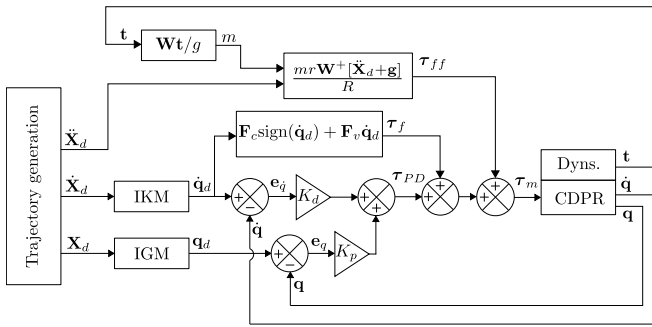 t
Wt/g
m
mrW⁺[Ẍ_d+g]
R
τ_ff
Trajectory generation
Ẍ_d
F_c sign(q̇_d) + F_v q̇_d
τ_f
Ẋ_d
IKM
q̇_d
+
−
e_q̇
K_d
+
+
τ_PD
+
+
+
+
τ_m
Dyns.
CDPR
t
q̇
q
q̇
X_d
IGM
q_d
+
−
e_q
K_p
q